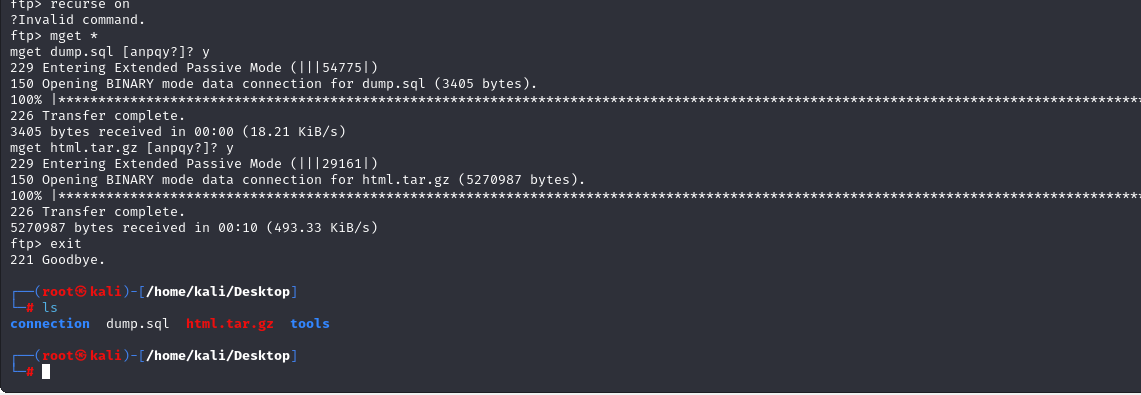 ftp> recurse on
?Invalid command.
ftp> mget *
mget dump.sql [anpqy?]? y
229 Entering Extended Passive Mode (|||54775|)
150 Opening BINARY mode data connection for dump.sql (3405 bytes).
100% |***********************************************************************************************************************************
226 Transfer complete.
3405 bytes received in 00:00 (18.21 KiB/s)
mget html.tar.gz [anpqy?]? y
229 Entering Extended Passive Mode (|||29161|)
150 Opening BINARY mode data connection for html.tar.gz (5270987 bytes).
100% |***********************************************************************************************************************************
226 Transfer complete.
5270987 bytes received in 00:10 (493.33 KiB/s)
ftp> exit
221 Goodbye.
┌──(root㉿kali)-[/home/kali/Desktop]
└─# ls
connection  dump.sql  html.tar.gz  tools
┌──(root㉿kali)-[/home/kali/Desktop]
└─#